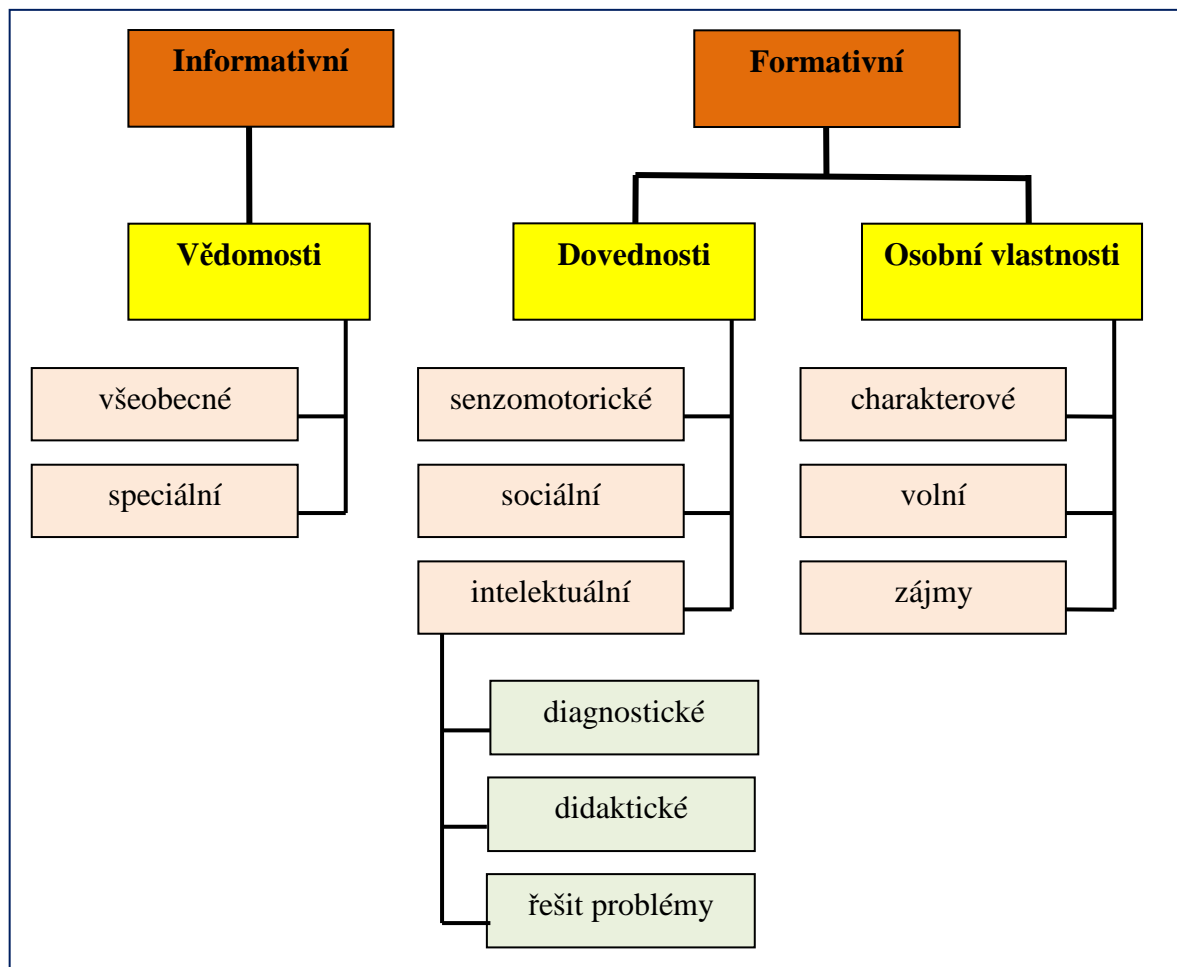 Informativní
Formativní
Vědomosti
Dovednosti
Osobní vlastnosti
všeobecné
senzomotorické
charakterové
speciální
sociální
volní
intelektuální
zájmy
diagnostické
didaktické
řešit problémy